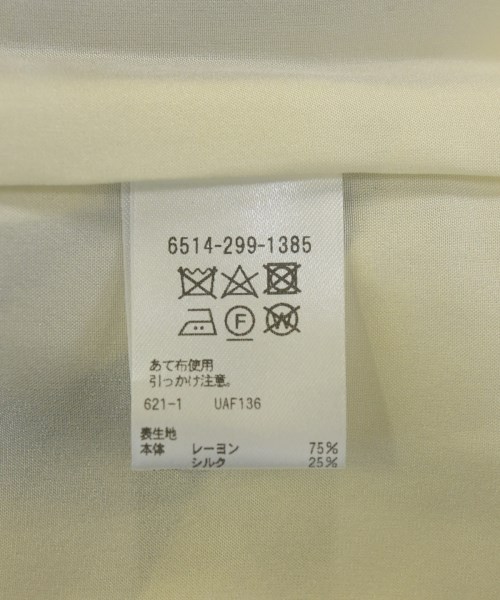 6514-299-1385
F W
あて布使用
引っかけ注意。
621-1 UAF136
表生地
本体 レーヨン 75%
シルク 25%